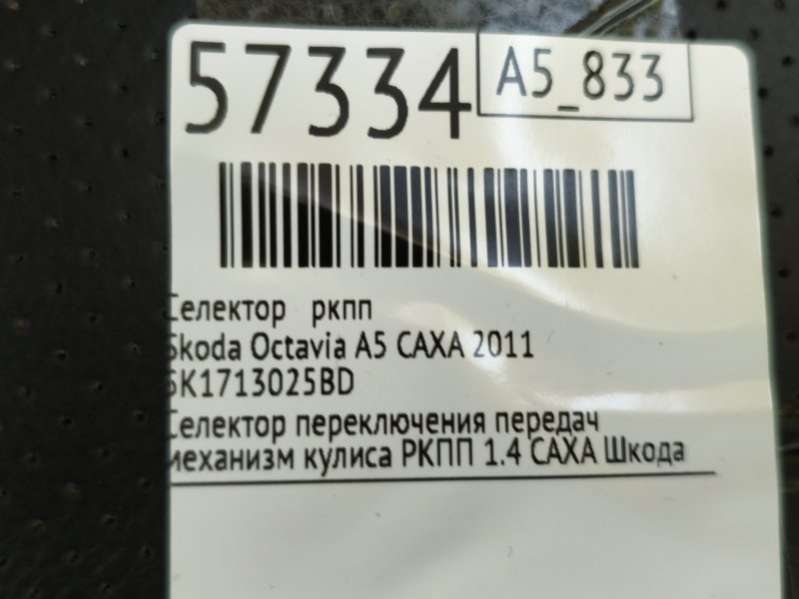 57334
A5_833
Селектор ркпп
Skoda Octavia A5 CAXA 2011
5K1713025BD
Селектор переключения передач
механизм кулиса РКПП 1.4 CAXA Шкода